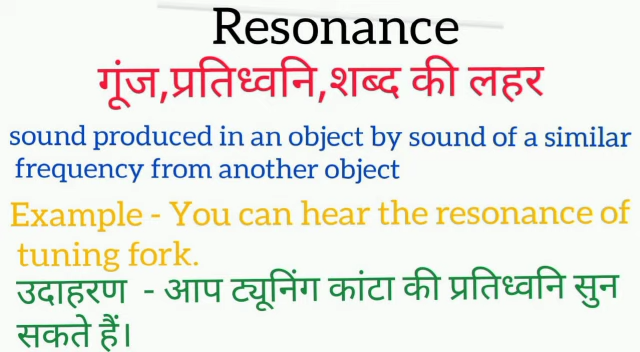 Resonance
गूंज,प्रतिध्वनि,शब्द की लहर
sound produced in an object by sound of a similar
frequency from another object
Example - You can hear the resonance of
tuning fork.
उदाहरण - आप ट्यूनिंग कांटा की प्रतिध्वनि सुन
सकते हैं।